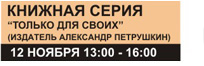 КНИЖНАЯ СЕРИЯ
"ТОЛЬКО ДЛЯ СВОИХ"
(ИЗДАТЕЛЬ АЛЕКСАНДР ПЕТРУШКИН)
12 НОЯБРЯ 13:00 - 16:00